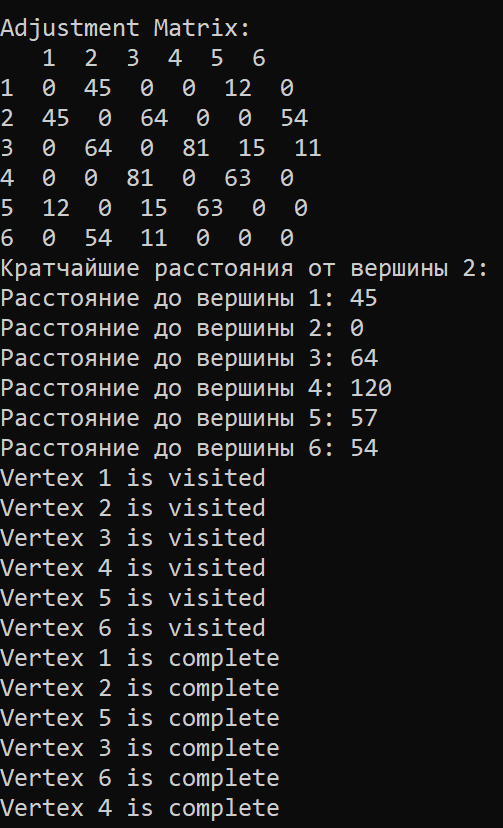 Adjustment Matrix:
1 2 3 4 5 6
1 0 45 0 0 12 0
2 45 0 64 0 0 54
3 0 64 0 81 15 11
4 0 0 81 0 63 0
5 12 0 15 63 0 0
6 0 54 11 0 0 0
Кратчайшие расстояния от вершины 2:
Расстояние до вершины 1: 45
Расстояние до вершины 2: 0
Расстояние до вершины 3: 64
Расстояние до вершины 4: 120
Расстояние до вершины 5: 57
Расстояние до вершины 6: 54
Vertex 1 is visited
Vertex 2 is visited
Vertex 3 is visited
Vertex 4 is visited
Vertex 5 is visited
Vertex 6 is visited
Vertex 1 is complete
Vertex 2 is complete
Vertex 5 is complete
Vertex 3 is complete
Vertex 6 is complete
Vertex 4 is complete